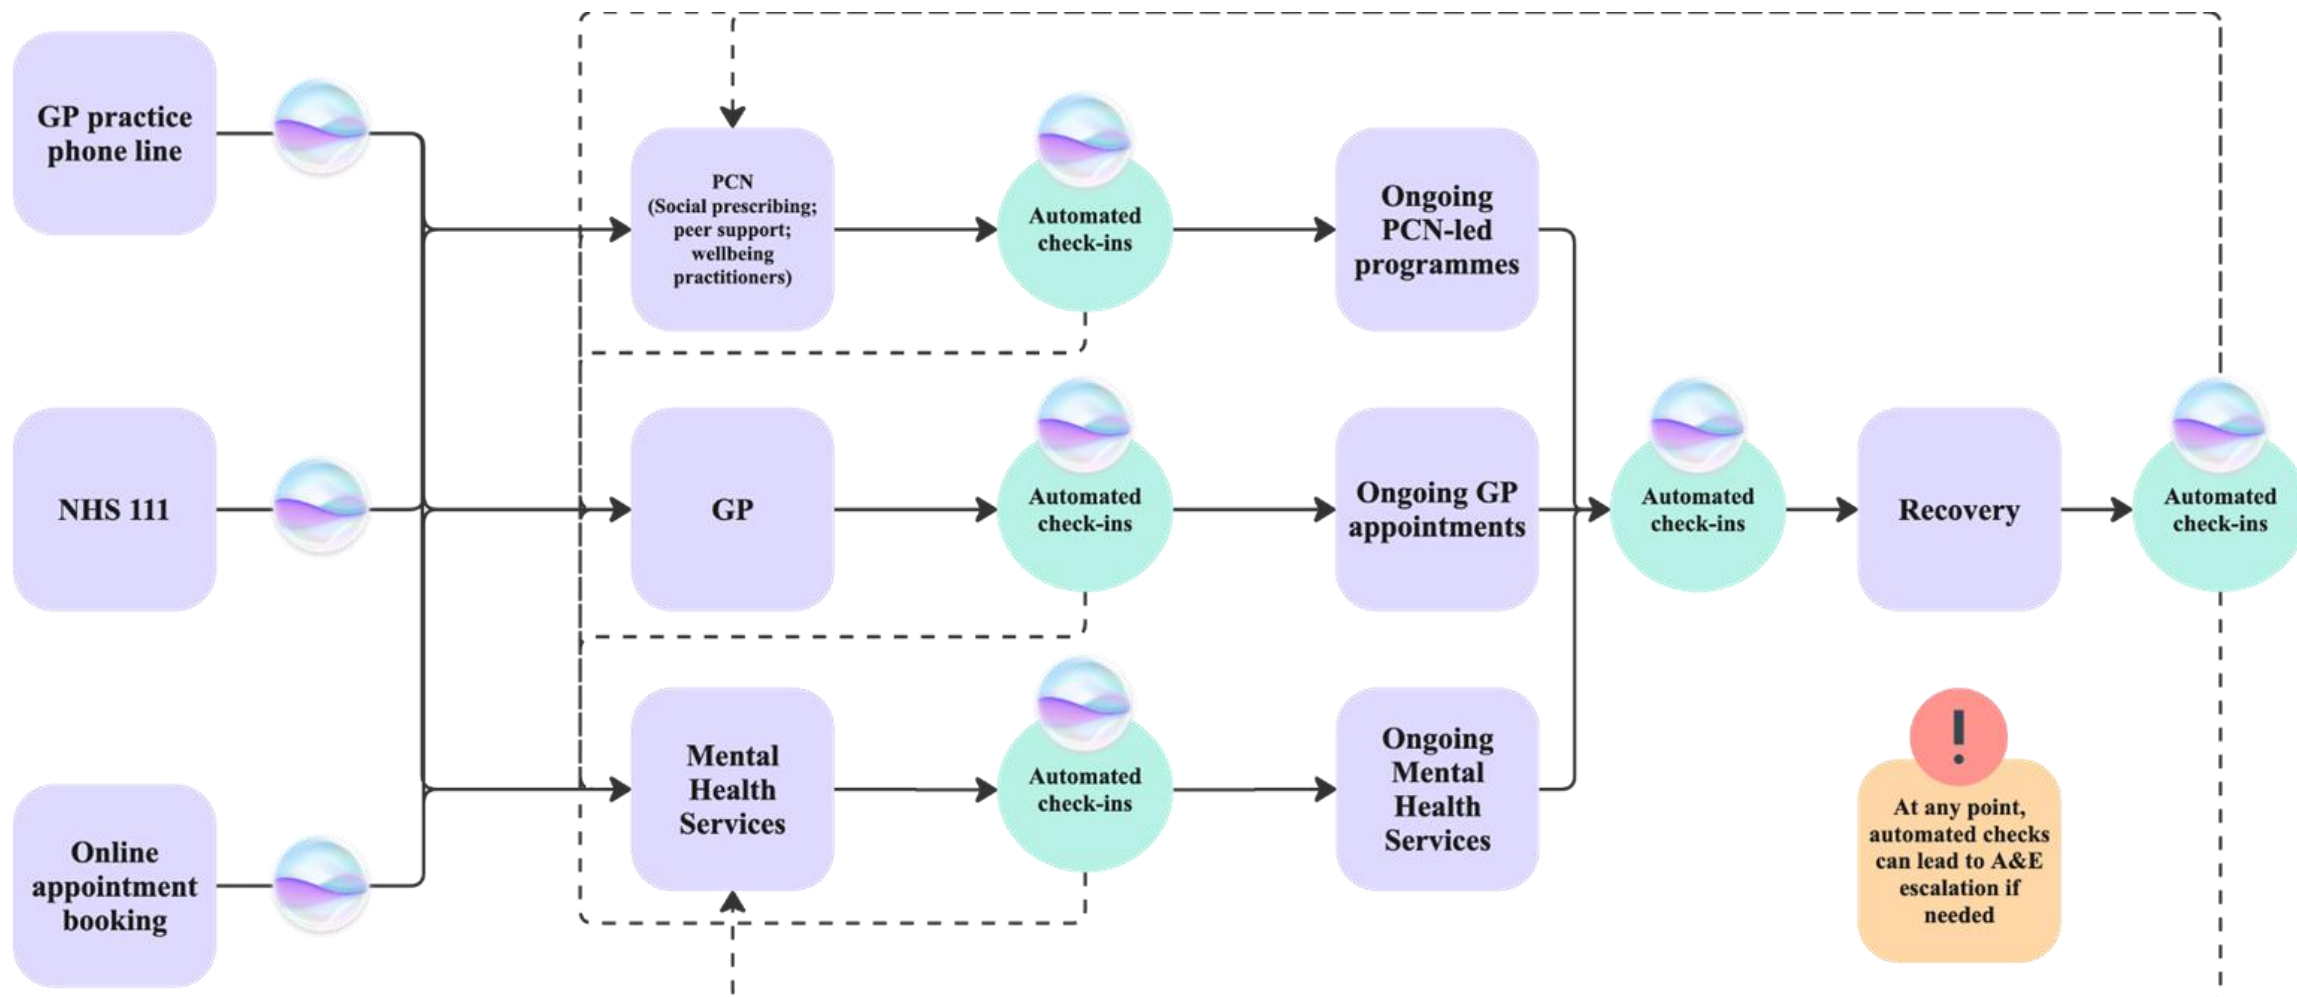 GP practice
phone line
NHS 111
Online
appointment
booking
PCN
(Social prescribing;
peer support;
wellbeing
practitioners)
GP
Mental
Health
Services
Automated
check-ins
Automated
check-ins
Automated
check-ins
Ongoing
PCN-led
programmes
Ongoing GP
appointments
Ongoing
Mental
Health
Services
Automated
check-ins
Recovery
Automated
check-ins
!
At any point,
automated checks
can lead to A&E
escalation if
needed